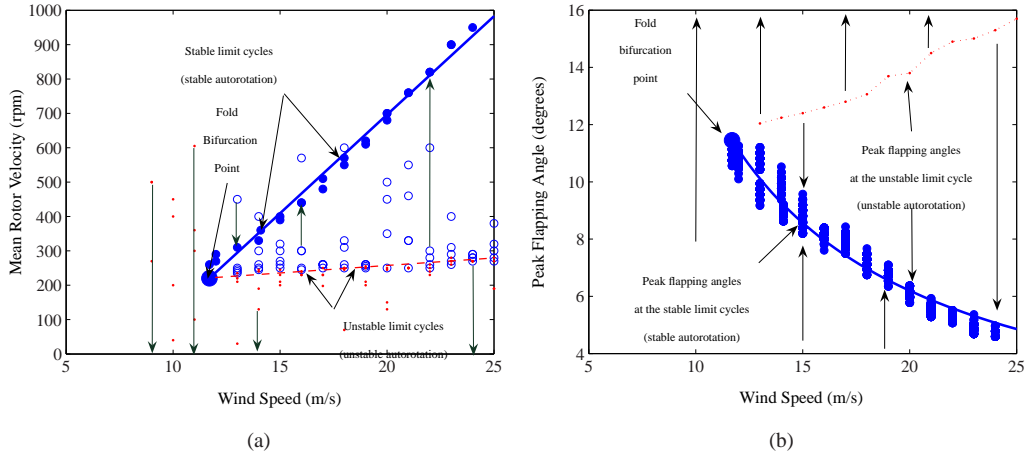 1000
900
800
700
600
500
400
300
200
100
0
Mean Rotor Velocity (rpm)
Stable limit cycles
(stable autorotation)
Fold
Bifurcation
Point
Unstable limit cycles
(unstable autorotation)
5 10 15 20 25
Wind Speed (m/s)
(a)
16
14
12
10
8
6
4
Peak Flapping Angle (degrees)
Fold
bifurcation
point
Peak flapping angles
at the unstable limit cycle
(unstable autorotation)
Peak flapping angles
at the stable limit cycles
(stable autorotation)
5 10 15 20 25
Wind Speed (m/s)
(b)